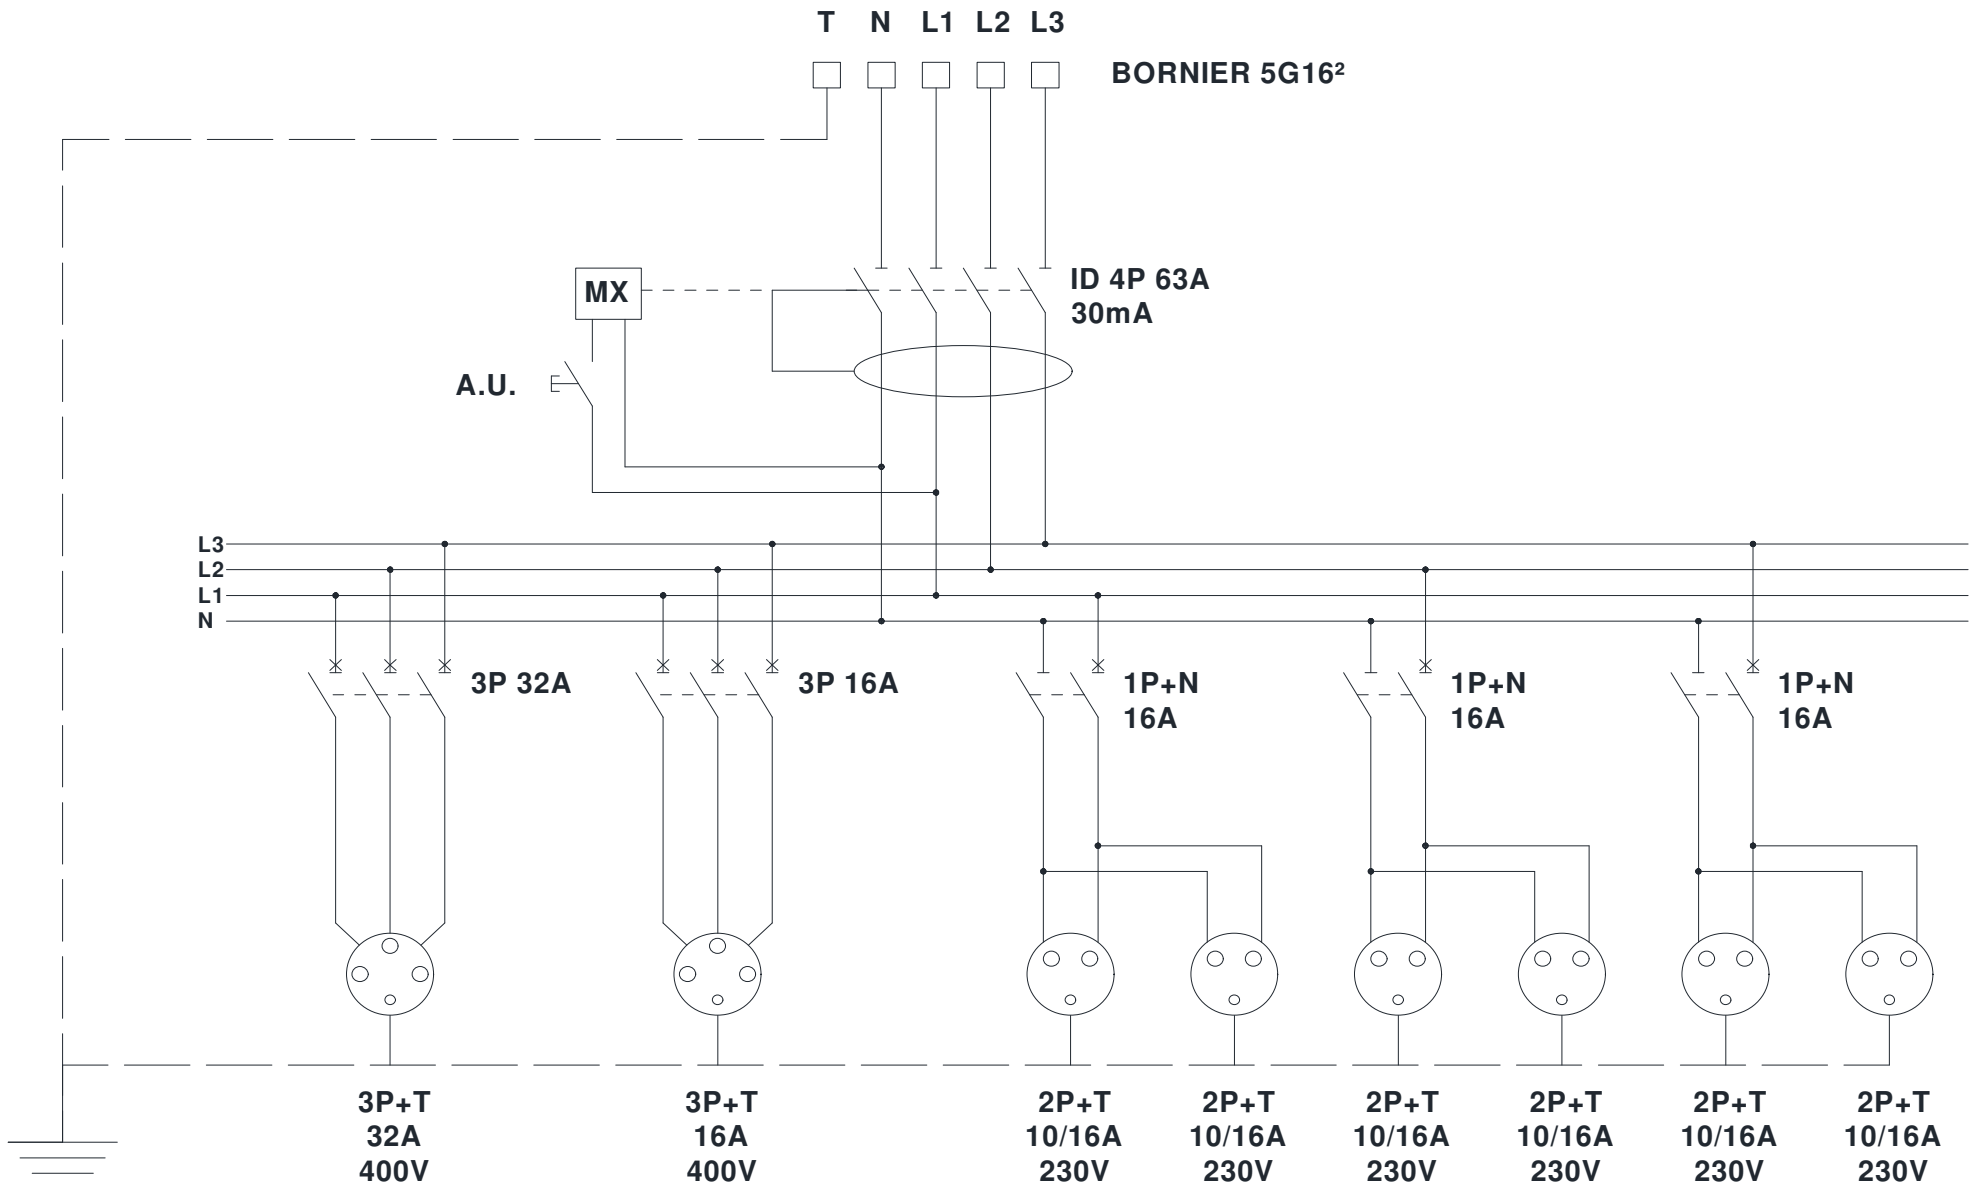 T N L1 L2 L3
BORNIER 5G16²
ID 4P 63A
30mA
MX
A.U.
L3
L2
L1
N
3P 32A
3P 16A
1P+N
16A
1P+N
16A
1P+N
16A
3P+T
32A
400V
3P+T
16A
400V
2P+T
10/16A
230V
2P+T
10/16A
230V
2P+T
10/16A
230V
2P+T
10/16A
230V
2P+T
10/16A
230V
2P+T
10/16A
230V